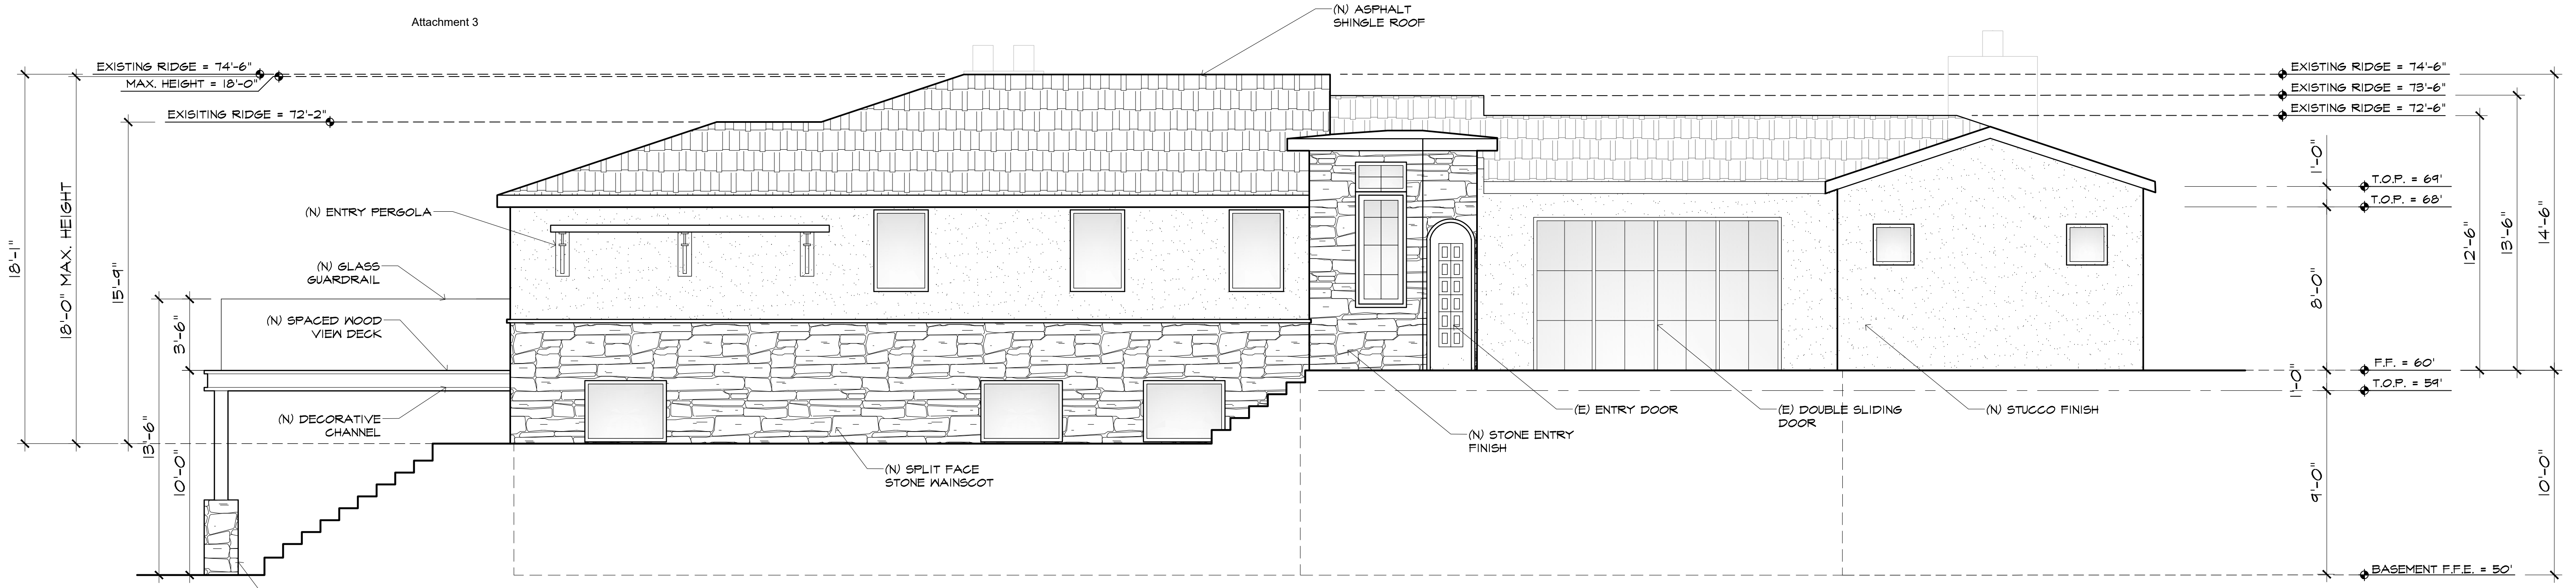 Attachment 3
(N) ASPHALT
SHINGLE ROOF
EXISTING RIDGE = 74'-6"
MAX. HEIGHT = 18'-0"
EXISITING RIDGE = 72'-2"
EXISTING RIDGE = 74'-6"
EXISTING RIDGE = 73'-6"
EXISTING RIDGE = 72'-6"
18'-1"
18'-0" MAX. HEIGHT
15'-9"
(N) ENTRY PERGOLA
(N) GLASS
GUARDRAIL
(N) SPACED WOOD
VIEW DECK
(N) DECORATIVE
CHANNEL
3'-6"
13'-6"
10'-0"
(N) SPLIT FACE
STONE WAINSCOT
(N) STONE ENTRY
FINISH
(E) ENTRY DOOR
(E) DOUBLE SLIDING
DOOR
(N) STUCCO FINISH
1'-0"
T.O.P. = 69'
T.O.P. = 68'
8'-0"
12'-6"
13'-6"
14'-6"
F.F. = 60'
1'-0"
T.O.P. = 59'
9'-0"
10'-0"
BASEMENT F.F.E. = 50'